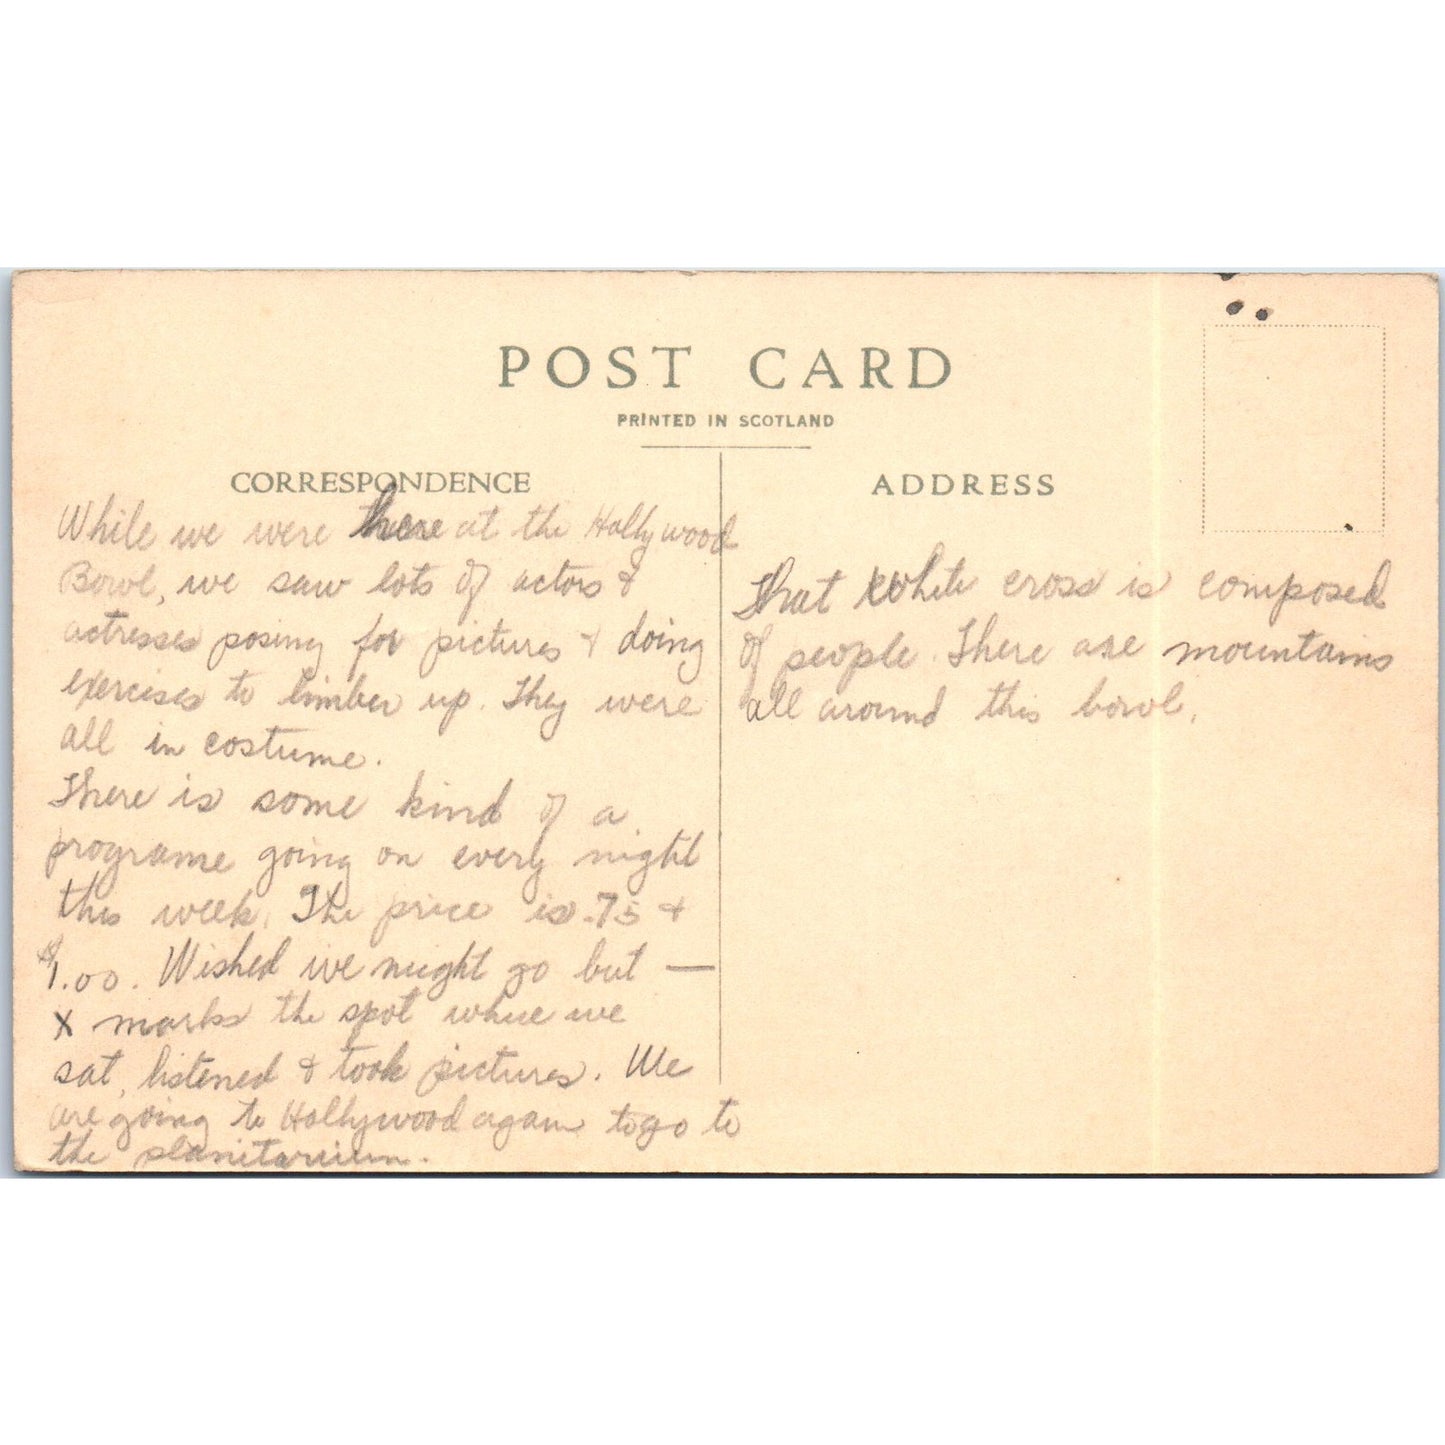 POST CARD
PRINTED IN SCOTLAND
CORRESPONDENCE
While we were there at the Hollywood
Bowl, we saw lots of actors &
actresses posing for pictures & doing
exercises to limber up. They were
all in costume.
There is some kind of a
programe going on every night
this week. The price is .75 &
$1.00. Wished we might go but —
X marks the spot where we
sat, listened & took pictures. We
are going to Hollywood again to go to
the planitarium.
ADDRESS
That white cross is composed
of people. There are mountains
all around this bowl.